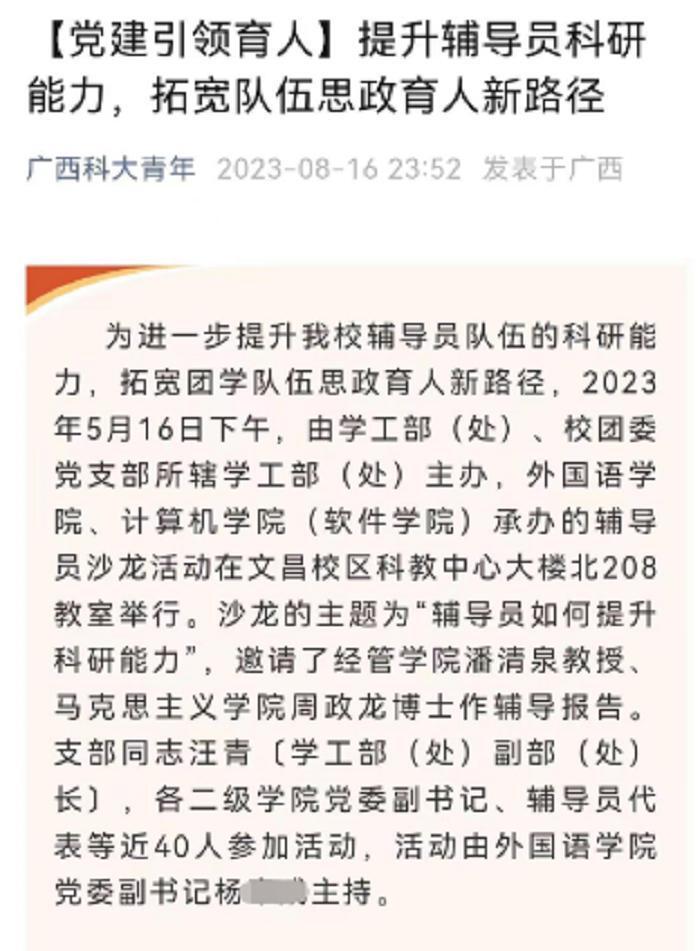 【党建引领育人】提升辅导员科研
能力，拓宽队伍思政育人新路径
广西科大青年 2023-08-16 23:52 发表于广西
为进一步提升我校辅导员队伍的科研能
力，拓宽团学队伍思政育人新路径，2023
年5月16日下午，由学工部（处）、校团委
党支部所辖学工部（处）主办，外国语学
院、计算机学院（软件学院）承办的辅导
员沙龙活动在文昌校区科教中心大楼北208
教室举行。沙龙的主题为“辅导员如何提升
科研能力”，邀请了经管学院潘清泉教授、
马克思主义学院周政龙博士作辅导报告。
支部同志汪青〔学工部（处）副部（处）
长〕，各二级学院党委副书记、辅导员代
表等近40人参加活动，活动由外国语学院
党委副书记杨主持。